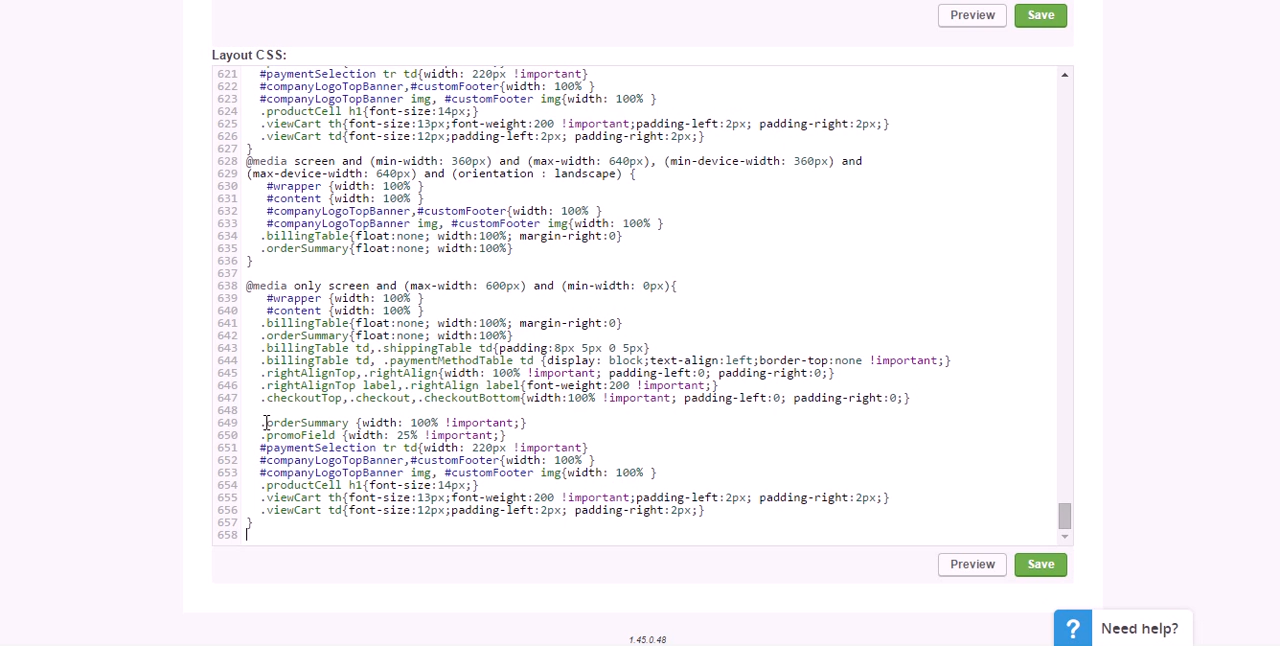 Preview Save
Layout CSS:
621 #paymentSelection tr td{width: 220px !important}
622 #companyLogoTopBanner,#customFooter{width: 100% }
623 #companyLogoTopBanner img, #customFooter img{width: 100% }
624 .productCell h1{font-size:14px;}
625 .viewCart th{font-size:13px;font-weight:200 !important;padding-left:2px; padding-right:2px;}
626 .viewCart td{font-size:12px;padding-left:2px; padding-right:2px;}
627 }
628 @media screen and (min-width: 360px) and (max-width: 640px), (min-device-width: 360px) and
629 (max-device-width: 640px) and (orientation : landscape) {
630 #wrapper {width: 100% }
631 #content {width: 100% }
632 #companyLogoTopBanner,#customFooter{width: 100% }
633 #companyLogoTopBanner img, #customFooter img{width: 100% }
634 .billingTable{float:none; width:100%; margin-right:0}
635 .orderSummary{float:none; width:100%}
636 }
637
638 @media only screen and (max-width: 600px) and (min-width: 0px){
639 #wrapper {width: 100% }
640 #content {width: 100% }
641 .billingTable{float:none; width:100%; margin-right:0}
642 .orderSummary{float:none; width:100%}
643 .billingTable td,.shippingTable td{padding:8px 5px 0 5px}
644 .billingTable td, .paymentMethodTable td {display: block;text-align:left;border-top:none !important;}
645 .rightAlignTop,.rightAlign{width: 100% !important; padding-left:0; padding-right:0;}
646 .rightAlignTop label,.rightAlign label{font-weight:200 !important;}
647 .checkoutTop,.checkout,.checkoutBottom{width:100% !important; padding-left:0; padding-right:0;}
648
649 .orderSummary {width: 100% !important;}
650 .promoField {width: 25% !important;}
651 #paymentSelection tr td{width: 220px !important}
652 #companyLogoTopBanner,#customFooter{width: 100% }
653 #companyLogoTopBanner img, #customFooter img{width: 100% }
654 .productCell h1{font-size:14px;}
655 .viewCart th{font-size:13px;font-weight:200 !important;padding-left:2px; padding-right:2px;}
656 .viewCart td{font-size:12px;padding-left:2px; padding-right:2px;}
657 }
658
Preview Save
? Need help?
1.45.0.48